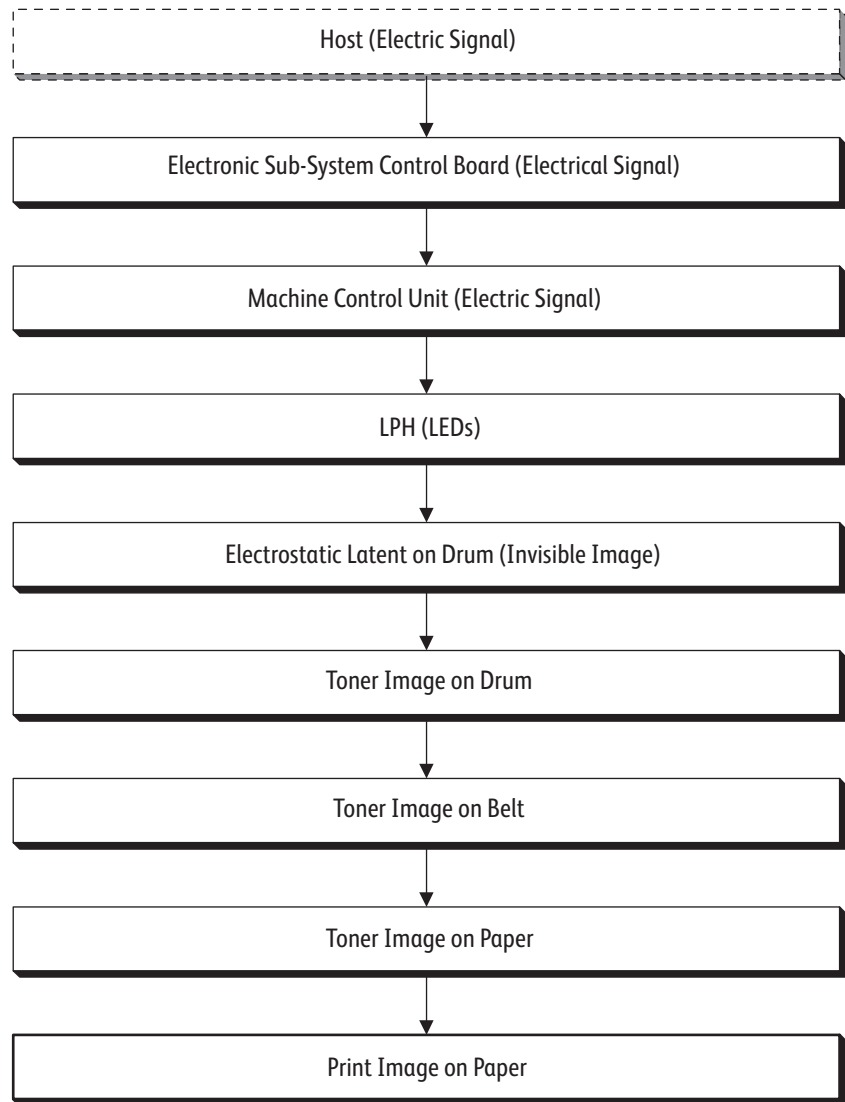 Host (Electric Signal)
Electronic Sub-System Control Board (Electrical Signal)
Machine Control Unit (Electric Signal)
LPH (LEDs)
Electrostatic Latent on Drum (Invisible Image)
Toner Image on Drum
Toner Image on Belt
Toner Image on Paper
Print Image on Paper